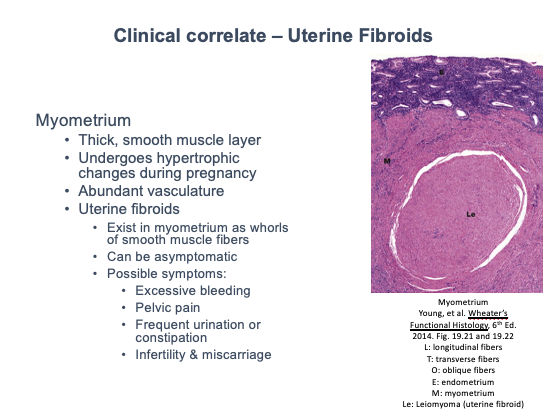 Clinical correlate – Uterine Fibroids
Myometrium
• Thick, smooth muscle layer
• Undergoes hypertrophic
changes during pregnancy
• Abundant vasculature
• Uterine fibroids
• Exist in myometrium as whorls
of smooth muscle fibers
• Can be asymptomatic
• Possible symptoms:
• Excessive bleeding
• Pelvic pain
• Frequent urination or
constipation
• Infertility & miscarriage
E
M
Le
Myometrium
Young, et al. Wheater's
Functional Histology, 6th Ed.
2014. Fig. 19.21 and 19.22
L: longitudinal fibers
T: transverse fibers
O: oblique fibers
E: endometrium
M: myometrium
Le: Leiomyoma (uterine fibroid)